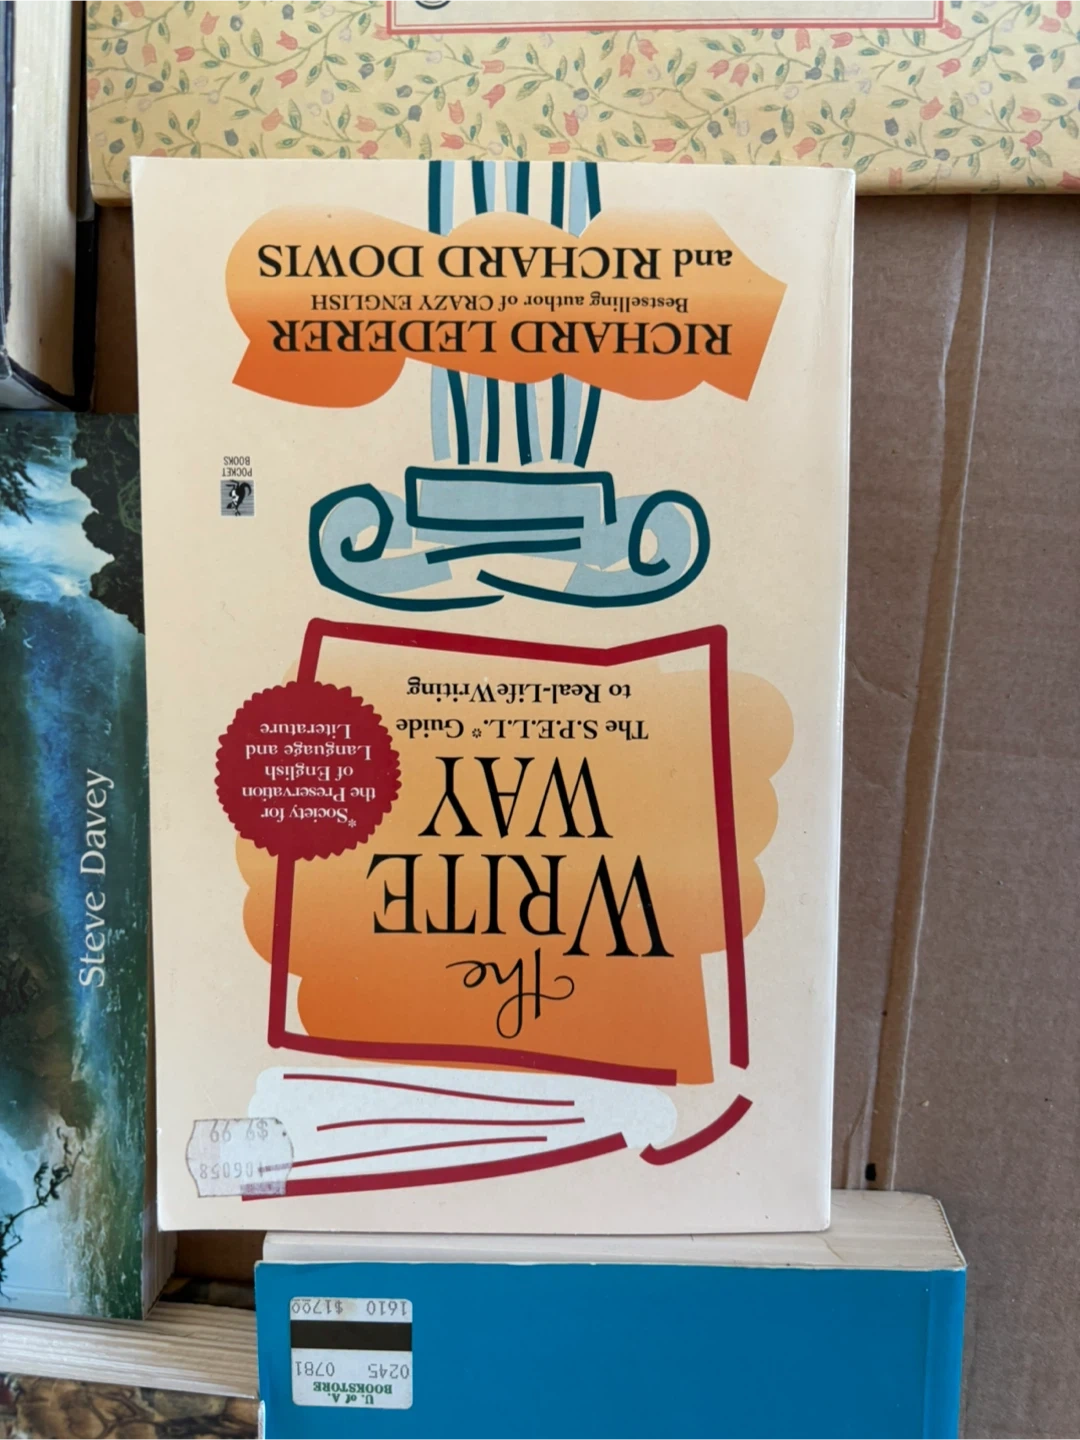 The
WRITE
WAY
The S.P.E.L.L.* Guide
to Real-Life Writing
*Society for
the Preservation
of English
Language and
Literature
POCKET
BOOKS
RICHARD LEDERER
Bestselling author of CRAZY ENGLISH
and RICHARD DOWIS
106058
$9.99
Steve Davey
U. of A.
BOOKSTORE
0245 0781
1610 $1700